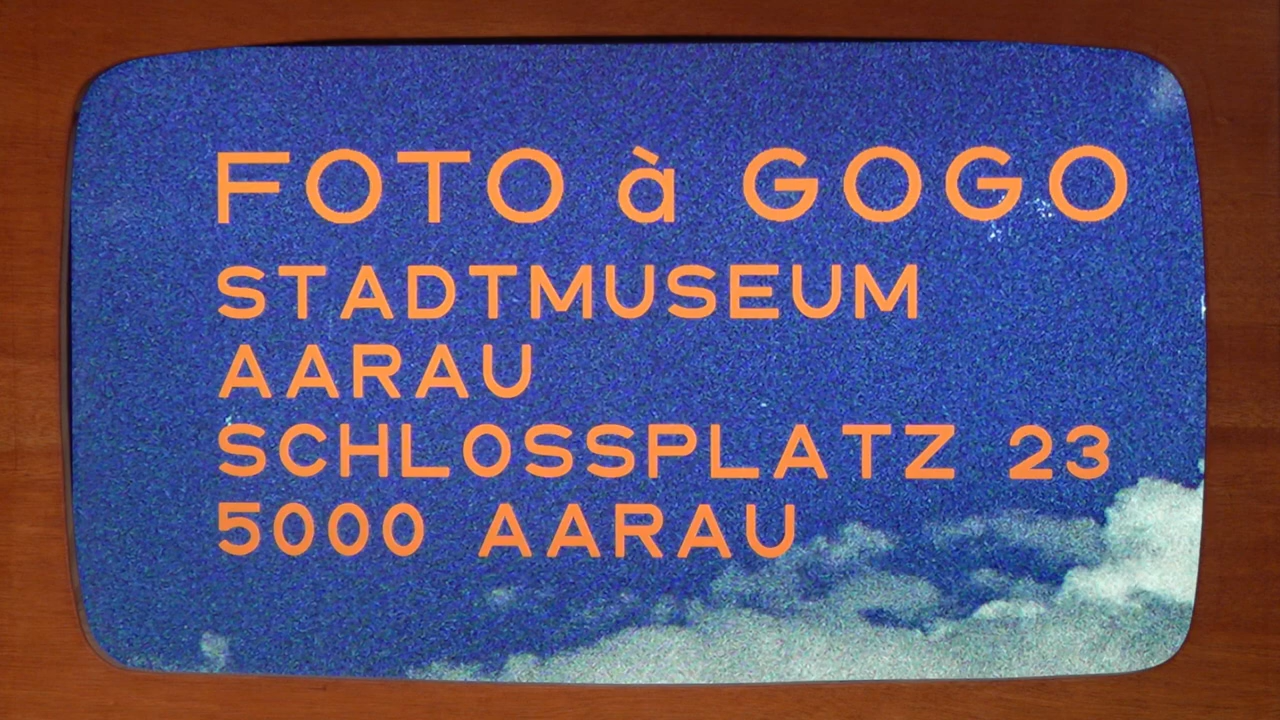 FOTO à GOGO
STADTMUSEUM
AARAU
SCHLOSSPLATZ 23
5000 AARAU